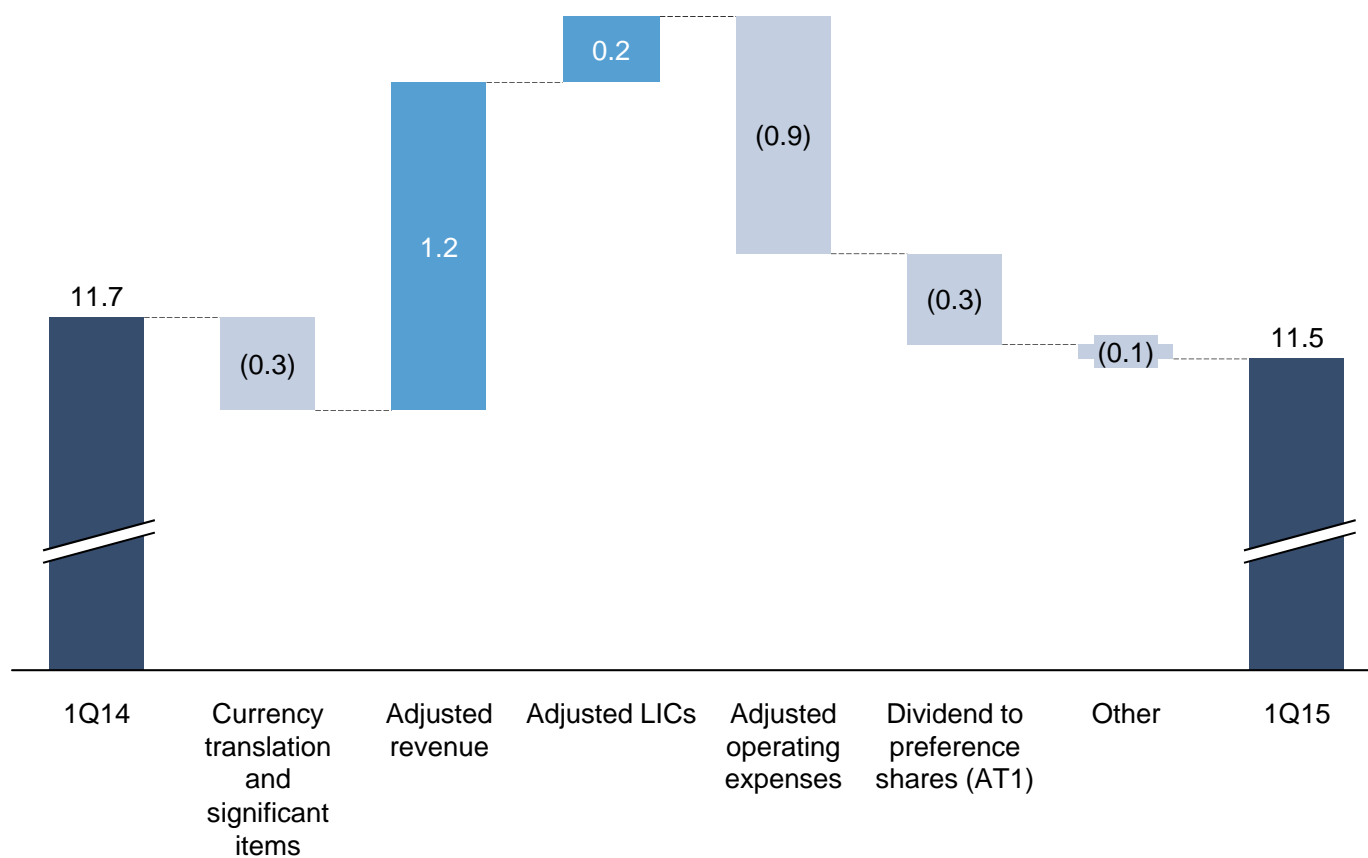 0.2
(0.9)
1.2
11.7
(0.3)
(0.3)
(0.1)
11.5
1Q14
Currency
translation
and
significant
items
Adjusted
revenue
Adjusted LICs
Adjusted
operating
expenses
Dividend to
preference
shares (AT1)
Other
1Q15